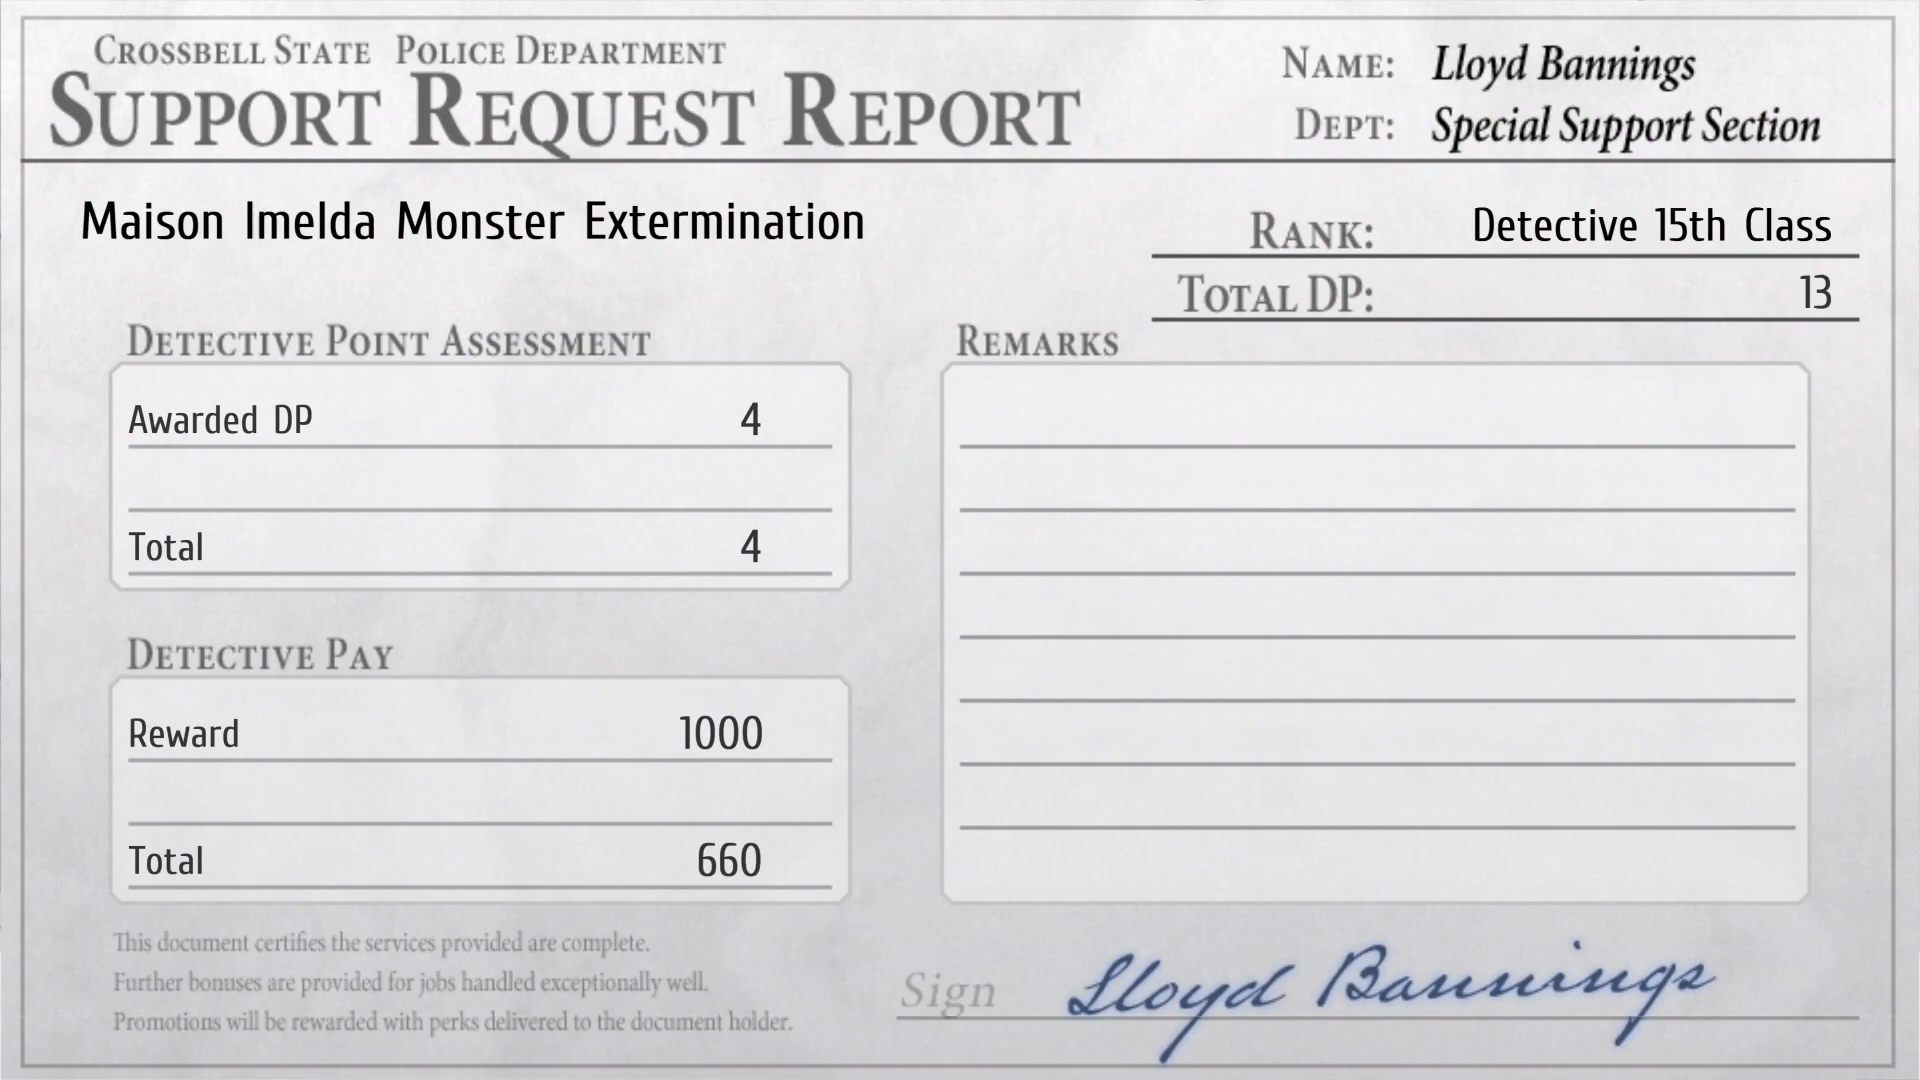 Crossbell State Police Department
Support Request Report
Name: Lloyd Bannings
Dept: Special Support Section
Maison Imelda Monster Extermination
Rank: Detective 15th Class
Total DP: 13
Detective Point Assessment
Awarded DP 4
Total 4
Remarks
Detective Pay
Reward 1000
Total 660
This document certifies the services provided are complete.
Further bonuses are provided for jobs handled exceptionally well.
Promotions will be rewarded with perks delivered to the document holder.
Sign Lloyd Bannings